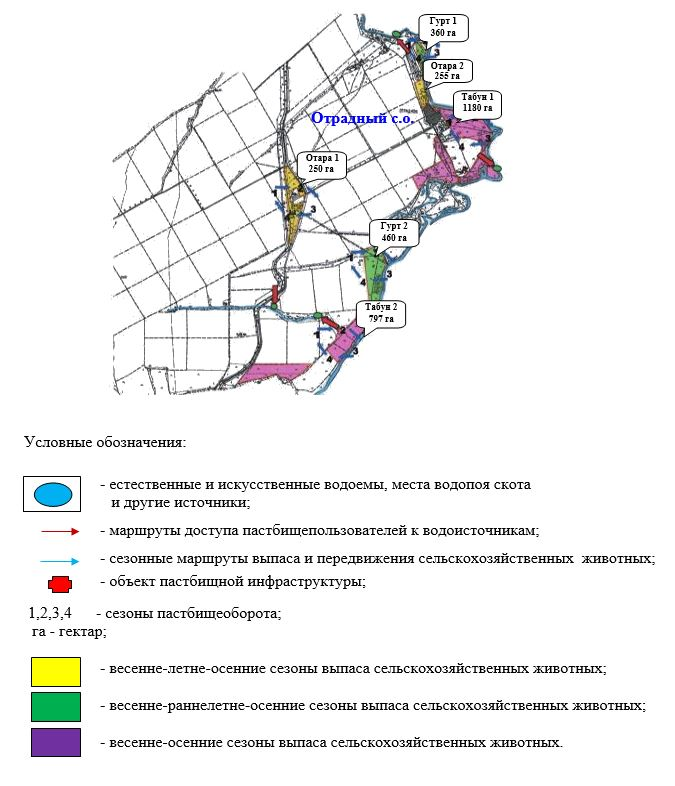 Гурт 1
360 га
Отара 2
255 га
Табун 1
1180 га
Отрадный с.о.
Отара 1
250 га
Гурт 2
460 га
Табун 2
797 га
Условные обозначения:
- естественные и искусственные водоемы, места водопоя скота
и другие источники;
- маршруты доступа пастбищепользователей к водоисточникам;
- сезонные маршруты выпаса и передвижения сельскохозяйственных животных;
- объект пастбищной инфраструктуры;
1,2,3,4 - сезоны пастбищеоборота;
га - гектар;
- весенне-летне-осенние сезоны выпаса сельскохозяйственных животных;
- весенне-раннелетне-осенние сезоны выпаса сельскохозяйственных животных;
- весенне-осенние сезоны выпаса сельскохозяйственных животных.